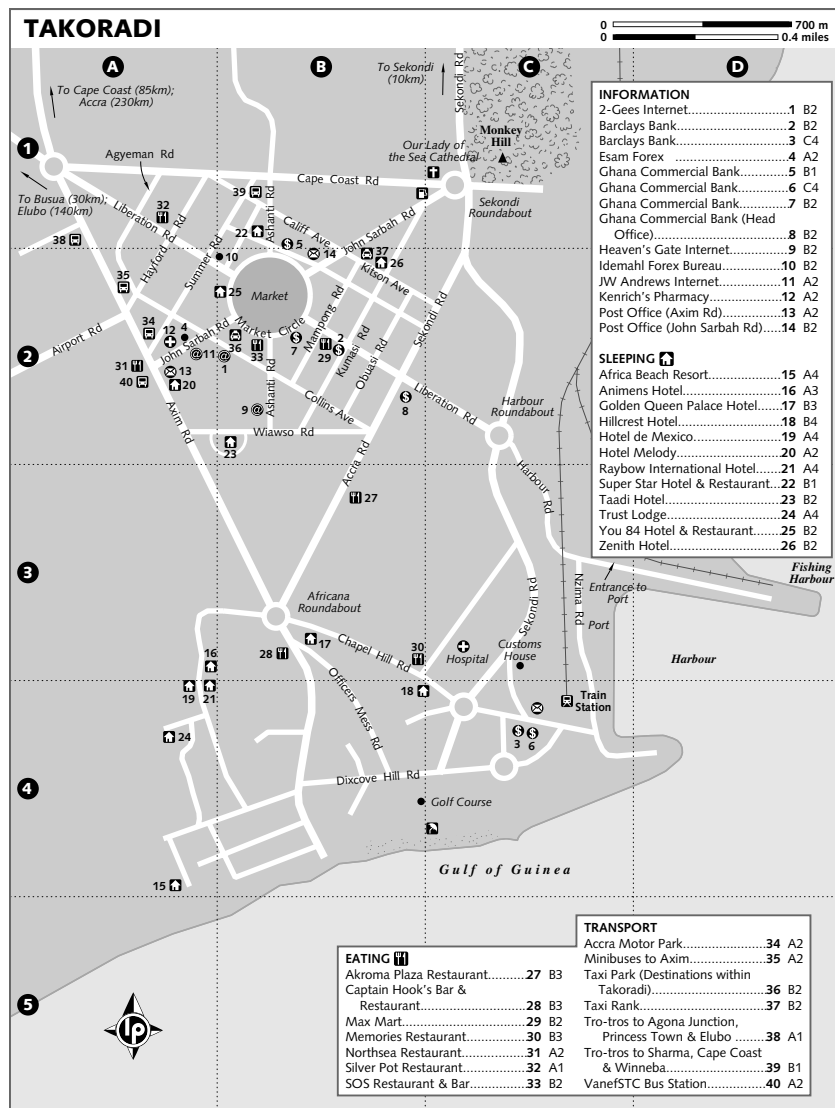 TAKORADI
0 700 m
0 0.4 miles
A
B
C
D
To Cape Coast (85km);
Accra (230km)
To Sekondi
(10km)
Sekondi Rd
Monkey
Hill
1
Agyeman Rd
Our Lady of
the Sea Cathedral
Cape Coast Rd
To Busua (30km);
Elubo (140km)
Liberation Rd
32
39
Ashanti Rd
Sekondi
Roundabout
38
Hayford Rd
Summer Rd
22
Califf Ave
5
14
John Sarbah Rd
37
26
10
Kitson Ave
35
25
Market
Sekondi Rd
Airport Rd
34
12
4
John Sarbah Rd
Market Circle
Mampong Rd
2
31
11
1
36
33
7
2
29
Kumasi Rd
Obuasi Rd
13
40
20
Liberation Rd
Harbour
Roundabout
8
9
Ashanti Rd
Collins Ave
Axim Rd
Wiawso Rd
23
Accra Rd
Harbour Rd
27
3
Africana
Roundabout
Sekondi Rd
Nzima Rd
Entrance to
Port
Fishing
Harbour
Port
17
Chapel Hill Rd
30
Hospital
Customs
House
Harbour
16
28
Officers Mess Rd
19
21
18
Train
Station
24
3
6
4
Dixcove Hill Rd
Golf Course
Gulf of Guinea
15
5
lp
INFORMATION
2-Gees Internet 1 B2
Barclays Bank 2 B2
Barclays Bank 3 C4
Esam Forex 4 A2
Ghana Commercial Bank 5 B1
Ghana Commercial Bank 6 C4
Ghana Commercial Bank 7 B2
Ghana Commercial Bank (Head
Office) 8 B2
Heaven's Gate Internet 9 B2
Idemahl Forex Bureau 10 B2
JW Andrews Internet 11 A2
Kenrich's Pharmacy 12 A2
Post Office (Axim Rd) 13 A2
Post Office (John Sarbah Rd) 14 B2
SLEEPING
Africa Beach Resort 15 A4
Animens Hotel 16 A3
Golden Queen Palace Hotel 17 B3
Hillcrest Hotel 18 B4
Hotel de Mexico 19 A4
Hotel Melody 20 A2
Raybow International Hotel 21 A4
Super Star Hotel & Restaurant 22 B1
Taadi Hotel 23 B2
Trust Lodge 24 A4
You 84 Hotel & Restaurant 25 B2
Zenith Hotel 26 B2
EATING
Akroma Plaza Restaurant 27 B3
Captain Hook's Bar &
Restaurant 28 B3
Max Mart 29 B2
Memories Restaurant 30 B3
Northsea Restaurant 31 A2
Silver Pot Restaurant 32 A1
SOS Restaurant & Bar 33 B2
TRANSPORT
Accra Motor Park 34 A2
Minibuses to Axim 35 A2
Taxi Park (Destinations within
Takoradi) 36 B2
Taxi Rank 37 B2
Tro-tros to Agona Junction,
Princess Town & Elubo 38 A1
Tro-tros to Sharma, Cape Coast
& Winneba 39 B1
VanefSTC Bus Station 40 A2